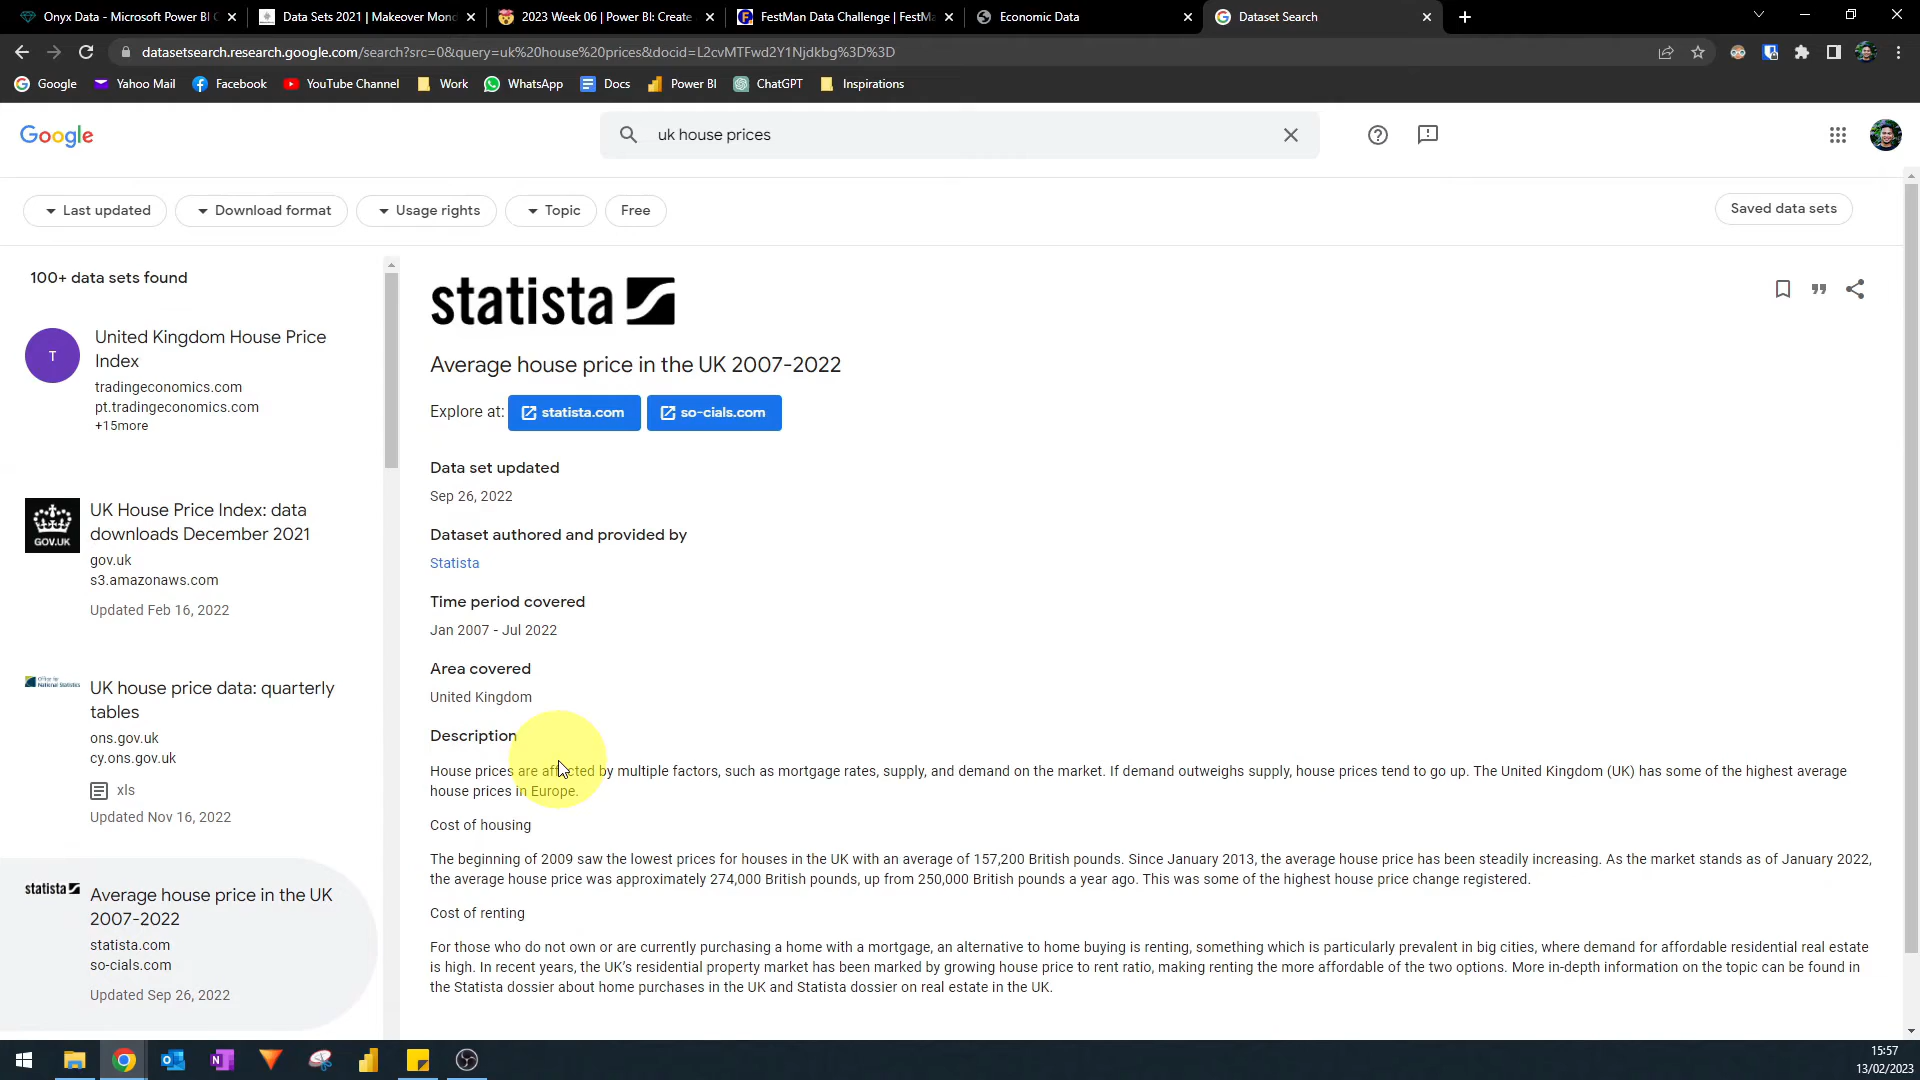 Onyx Data - Microsoft Power BI C
Data Sets 2021 | Makeover Mond
2023 Week 06 | Power BI: Create
FestMan Data Challenge | FestMa
Economic Data
Dataset Search
datasetsearch.research.google.com/search?src=0&query=uk%20house%20prices&docid=L2cvMTFwd2Y1Njdkbg%3D%3D
Google
Yahoo Mail
Facebook
YouTube Channel
Work
WhatsApp
Docs
Power BI
ChatGPT
Inspirations
Google
uk house prices
Last updated
Download format
Usage rights
Topic
Free
Saved data sets
100+ data sets found
T
United Kingdom House Price
Index
tradingeconomics.com
pt.tradingeconomics.com
+15more
GOV.UK
UK House Price Index: data
downloads December 2021
gov.uk
s3.amazonaws.com
Updated Feb 16, 2022
Office for
National Statistics
UK house price data: quarterly
tables
ons.gov.uk
cy.ons.gov.uk
xls
Updated Nov 16, 2022
statista
Average house price in the UK
2007-2022
statista.com
so-cials.com
Updated Sep 26, 2022
statista
Average house price in the UK 2007-2022
Explore at:
statista.com
so-cials.com
Data set updated
Sep 26, 2022
Dataset authored and provided by
Statista
Time period covered
Jan 2007 - Jul 2022
Area covered
United Kingdom
Description
House prices are affected by multiple factors, such as mortgage rates, supply, and demand on the market. If demand outweighs supply, house prices tend to go up. The United Kingdom (UK) has some of the highest average
house prices in Europe.
Cost of housing
The beginning of 2009 saw the lowest prices for houses in the UK with an average of 157,200 British pounds. Since January 2013, the average house price has been steadily increasing. As the market stands as of January 2022,
the average house price was approximately 274,000 British pounds, up from 250,000 British pounds a year ago. This was some of the highest house price change registered.
Cost of renting
For those who do not own or are currently purchasing a home with a mortgage, an alternative to home buying is renting, something which is particularly prevalent in big cities, where demand for affordable residential real estate
is high. In recent years, the UK's residential property market has been marked by growing house price to rent ratio, making renting the more affordable of the two options. More in-depth information on the topic can be found in
the Statista dossier about home purchases in the UK and Statista dossier on real estate in the UK.
15:57
13/02/2023